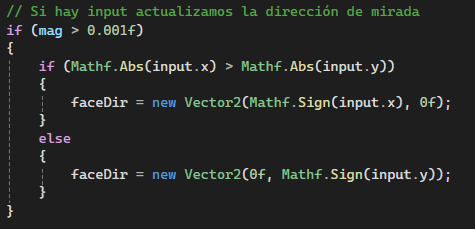 // Si hay input actualizamos la dirección de mirada
if (mag > 0.001f)
{
    if (Mathf.Abs(input.x) > Mathf.Abs(input.y))
    {
        faceDir = new Vector2(Mathf.Sign(input.x), 0f);
    }
    else
    {
        faceDir = new Vector2(0f, Mathf.Sign(input.y));
    }
}